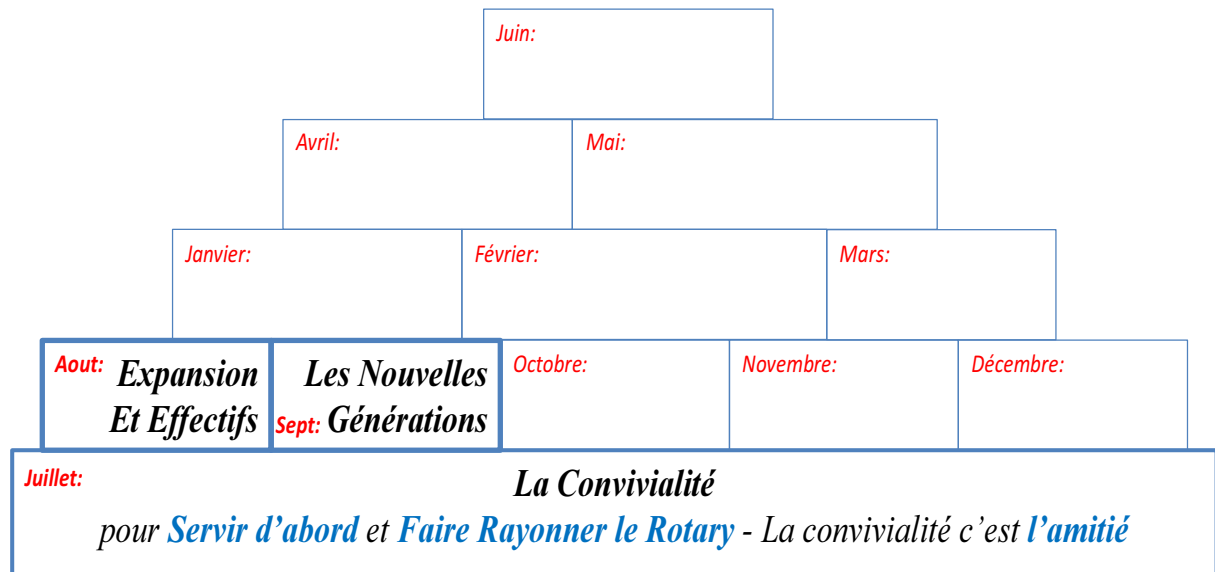 Juin:
Avril:
Mai:
Janvier:
Février:
Mars:
Aout: Expansion
Et Effectifs
Les Nouvelles
Sept: Générations
Octobre:
Novembre:
Décembre:
Juillet:
La Convivialité
pour Servir d’abord et Faire Rayonner le Rotary - La convivialité c’est l’amitié